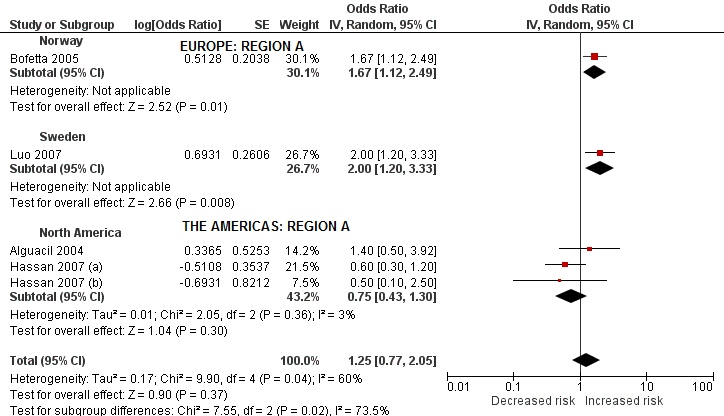 Odds Ratio Odds Ratio
Study or Subgroup log[Odds Ratio] SE Weight IV, Random, 95% CI IV, Random, 95% CI
Norway
EUROPE: REGION A
Bofetta 2005 0.5128 0.2038 30.1% 1.67 [1.12, 2.49]
Subtotal (95% CI) 30.1% 1.67 [1.12, 2.49]
Heterogeneity: Not applicable
Test for overall effect: Z = 2.52 (P = 0.01)
Sweden
Luo 2007 0.6931 0.2606 26.7% 2.00 [1.20, 3.33]
Subtotal (95% CI) 26.7% 2.00 [1.20, 3.33]
Heterogeneity: Not applicable
Test for overall effect: Z = 2.66 (P = 0.008)
THE AMERICAS: REGION A
North America
Alguacil 2004 0.3365 0.5253 14.2% 1.40 [0.50, 3.92]
Hassan 2007 (a) -0.5108 0.3537 21.5% 0.60 [0.30, 1.20]
Hassan 2007 (b) -0.6931 0.8212 7.5% 0.50 [0.10, 2.50]
Subtotal (95% CI) 43.2% 0.75 [0.43, 1.30]
Heterogeneity: Tau² = 0.01; Chi² = 2.05, df = 2 (P = 0.36); I² = 3%
Test for overall effect: Z = 1.04 (P = 0.30)
Total (95% CI) 100.0% 1.25 [0.77, 2.05]
Heterogeneity: Tau² = 0.17; Chi² = 9.90, df = 4 (P = 0.04); I² = 60%
Test for overall effect: Z = 0.90 (P = 0.37)
Test for subgroup differences: Chi² = 7.55, df = 2 (P = 0.02), I² = 73.5%
0.01 0.1 1 10 100
Decreased risk Increased risk